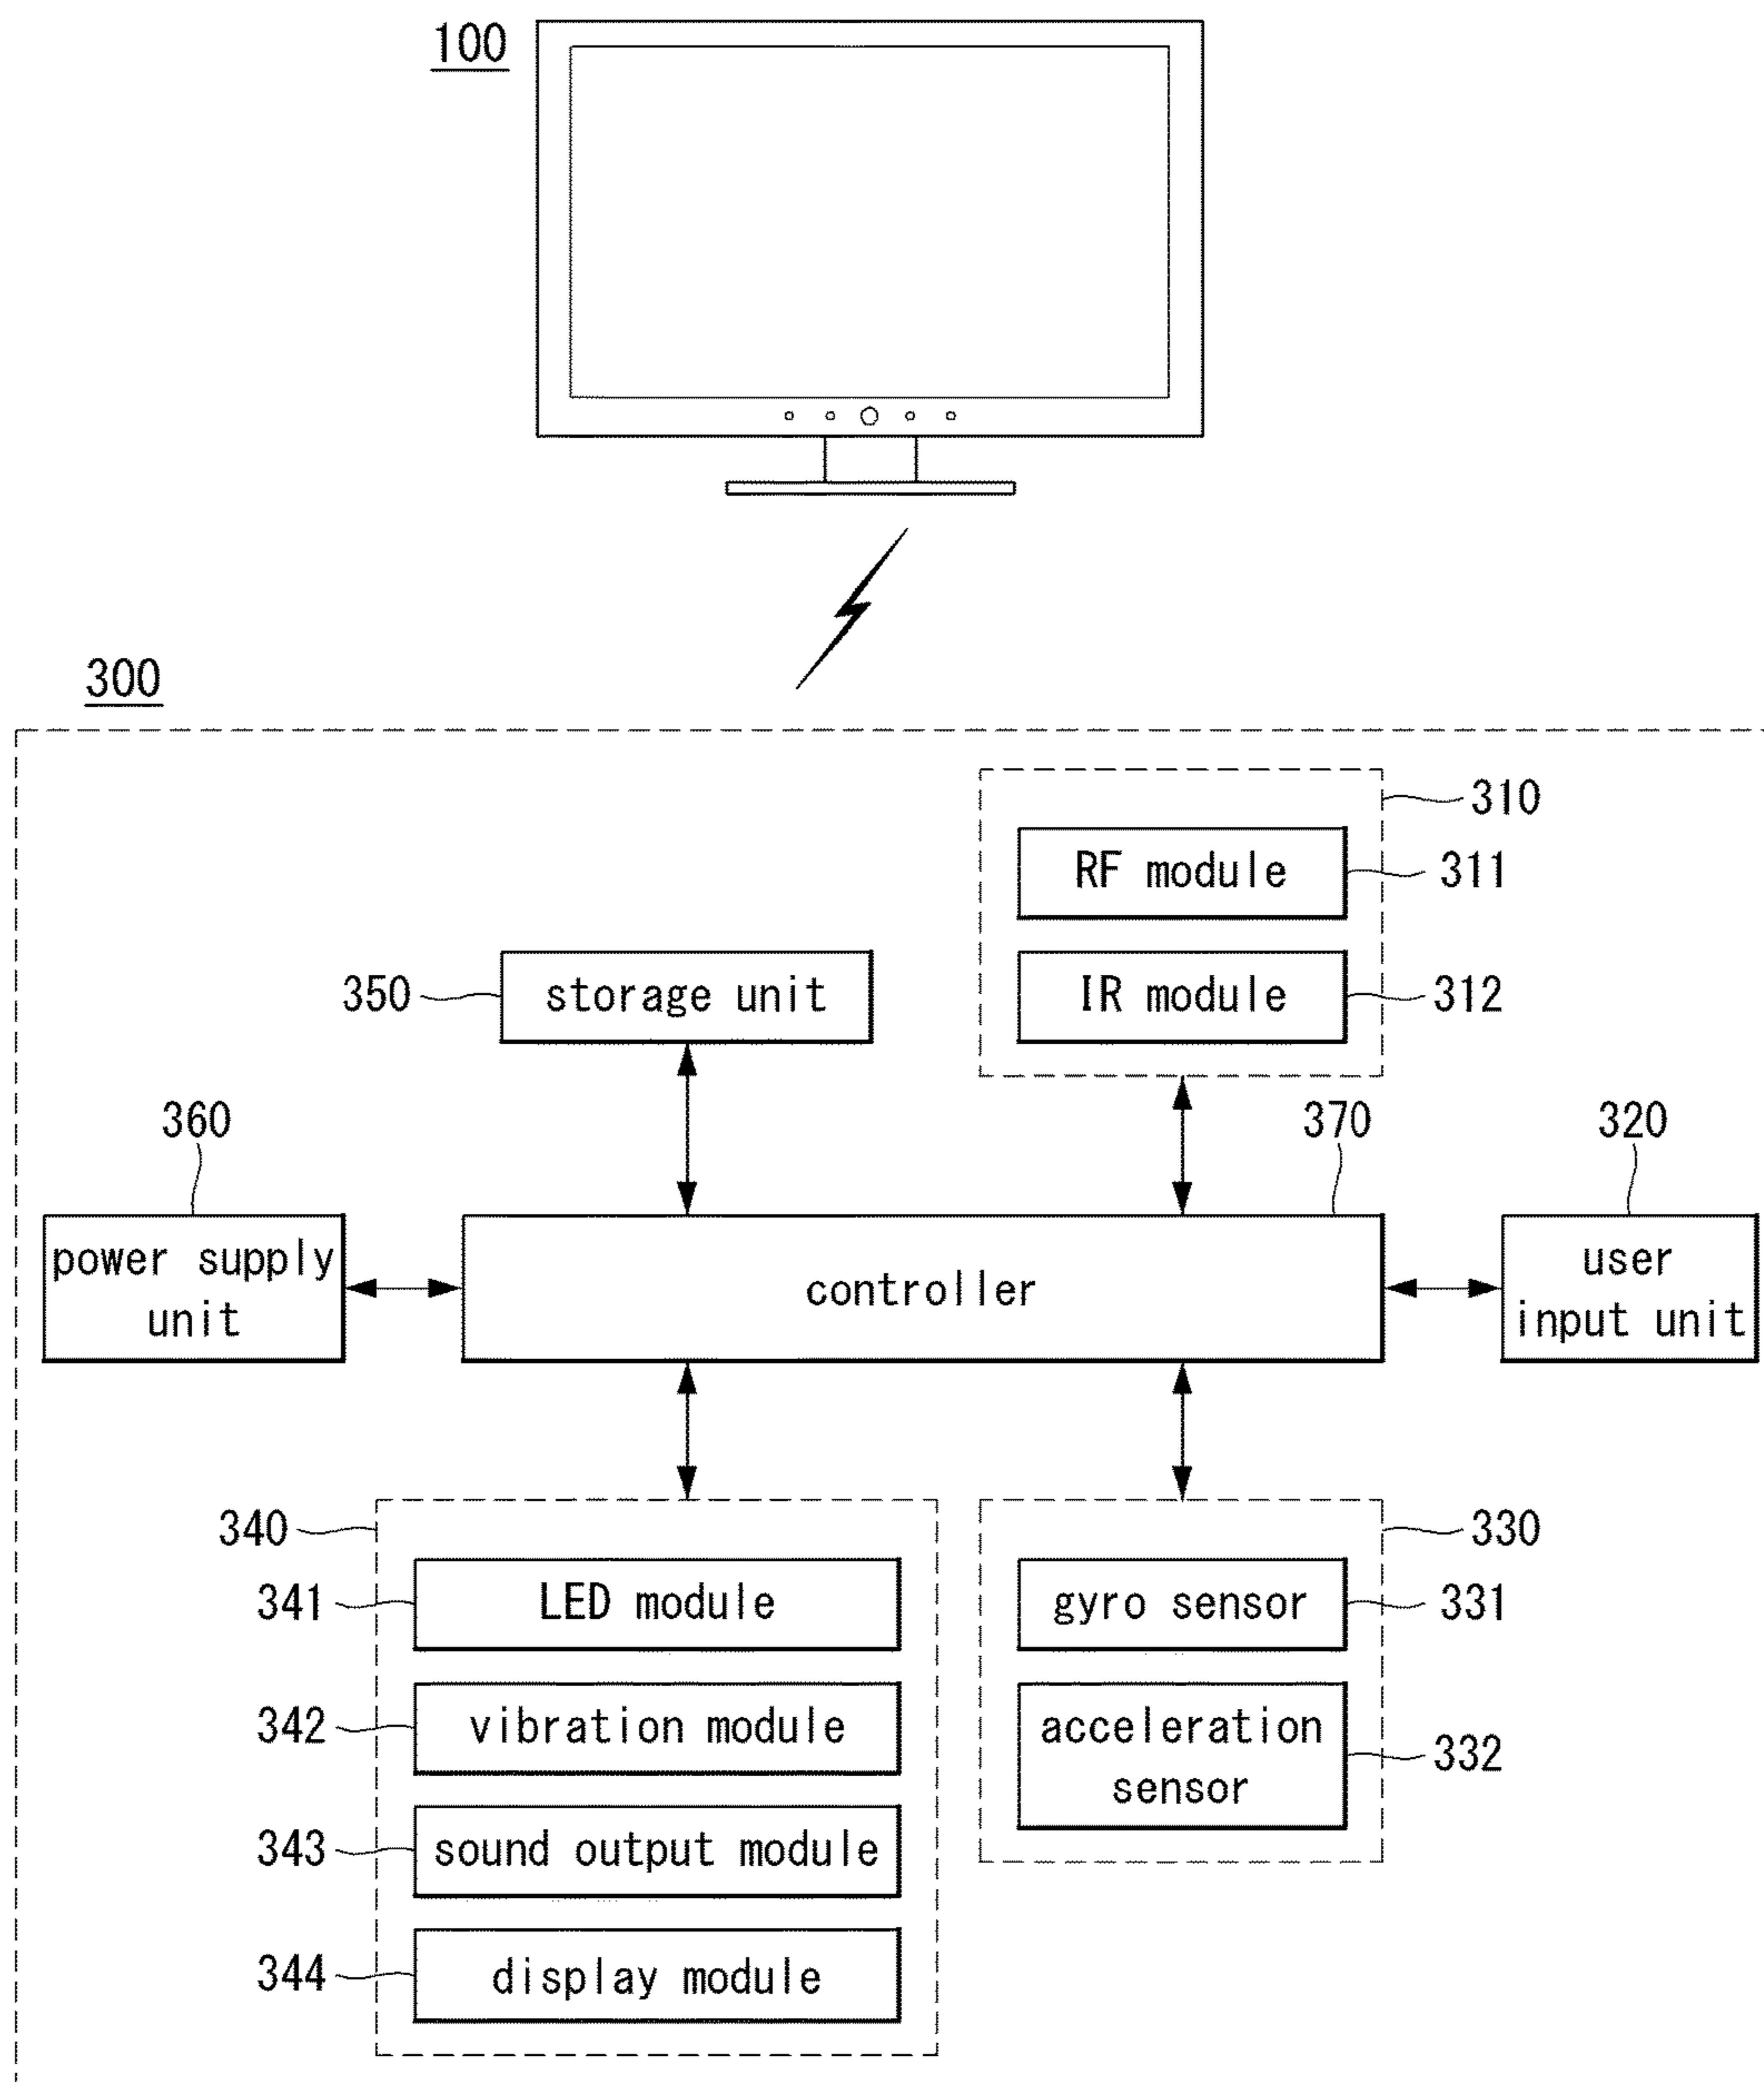 100
300
310
RF module
311
350
storage unit
IR module
312
360
370
320
power supply
unit
controller
user
input unit
340
330
341
LED module
gyro sensor
331
342
vibration module
acceleration
sensor
332
343
sound output module
344
display module